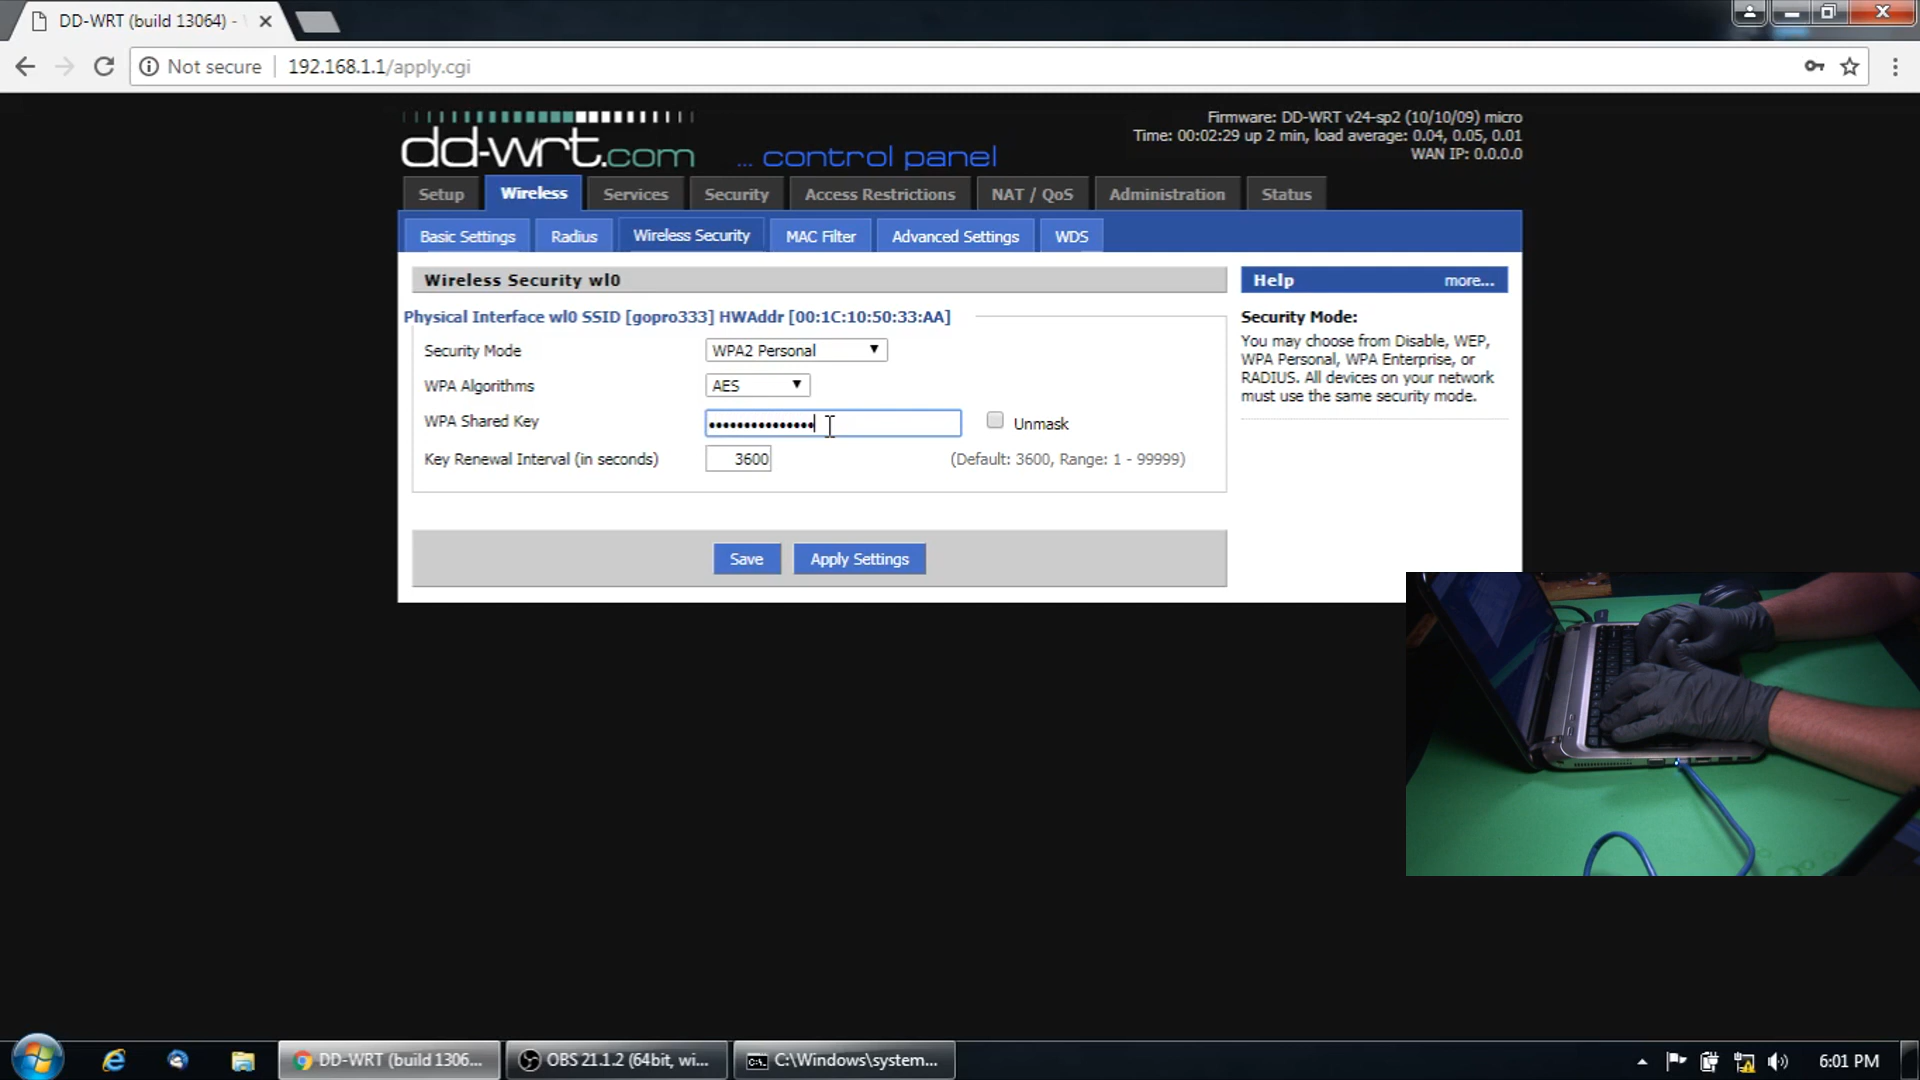 DD-WRT (build 13064) -
Not secure
192.168.1.1/apply.cgi
dd-wrt.com
... control panel
Firmware: DD-WRT v24-sp2 (10/10/09) micro
Time: 00:02:29 up 2 min, load average: 0.04, 0.05, 0.01
WAN IP: 0.0.0.0
Setup
Wireless
Services
Security
Access Restrictions
NAT / QoS
Administration
Status
Basic Settings
Radius
Wireless Security
MAC Filter
Advanced Settings
WDS
Wireless Security wl0
Physical Interface wl0 SSID [gopro333] HWAddr [00:1C:10:50:33:AA]
Security Mode
WPA2 Personal
WPA Algorithms
AES
WPA Shared Key
•••••••••••••••
Unmask
Key Renewal Interval (in seconds)
3600
(Default: 3600, Range: 1 - 99999)
Save
Apply Settings
Help
more...
Security Mode:
You may choose from Disable, WEP,
WPA Personal, WPA Enterprise, or
RADIUS. All devices on your network
must use the same security mode.
DD-WRT (build 1306...
OBS 21.1.2 (64bit, wi...
C:\Windows\system...
6:01 PM